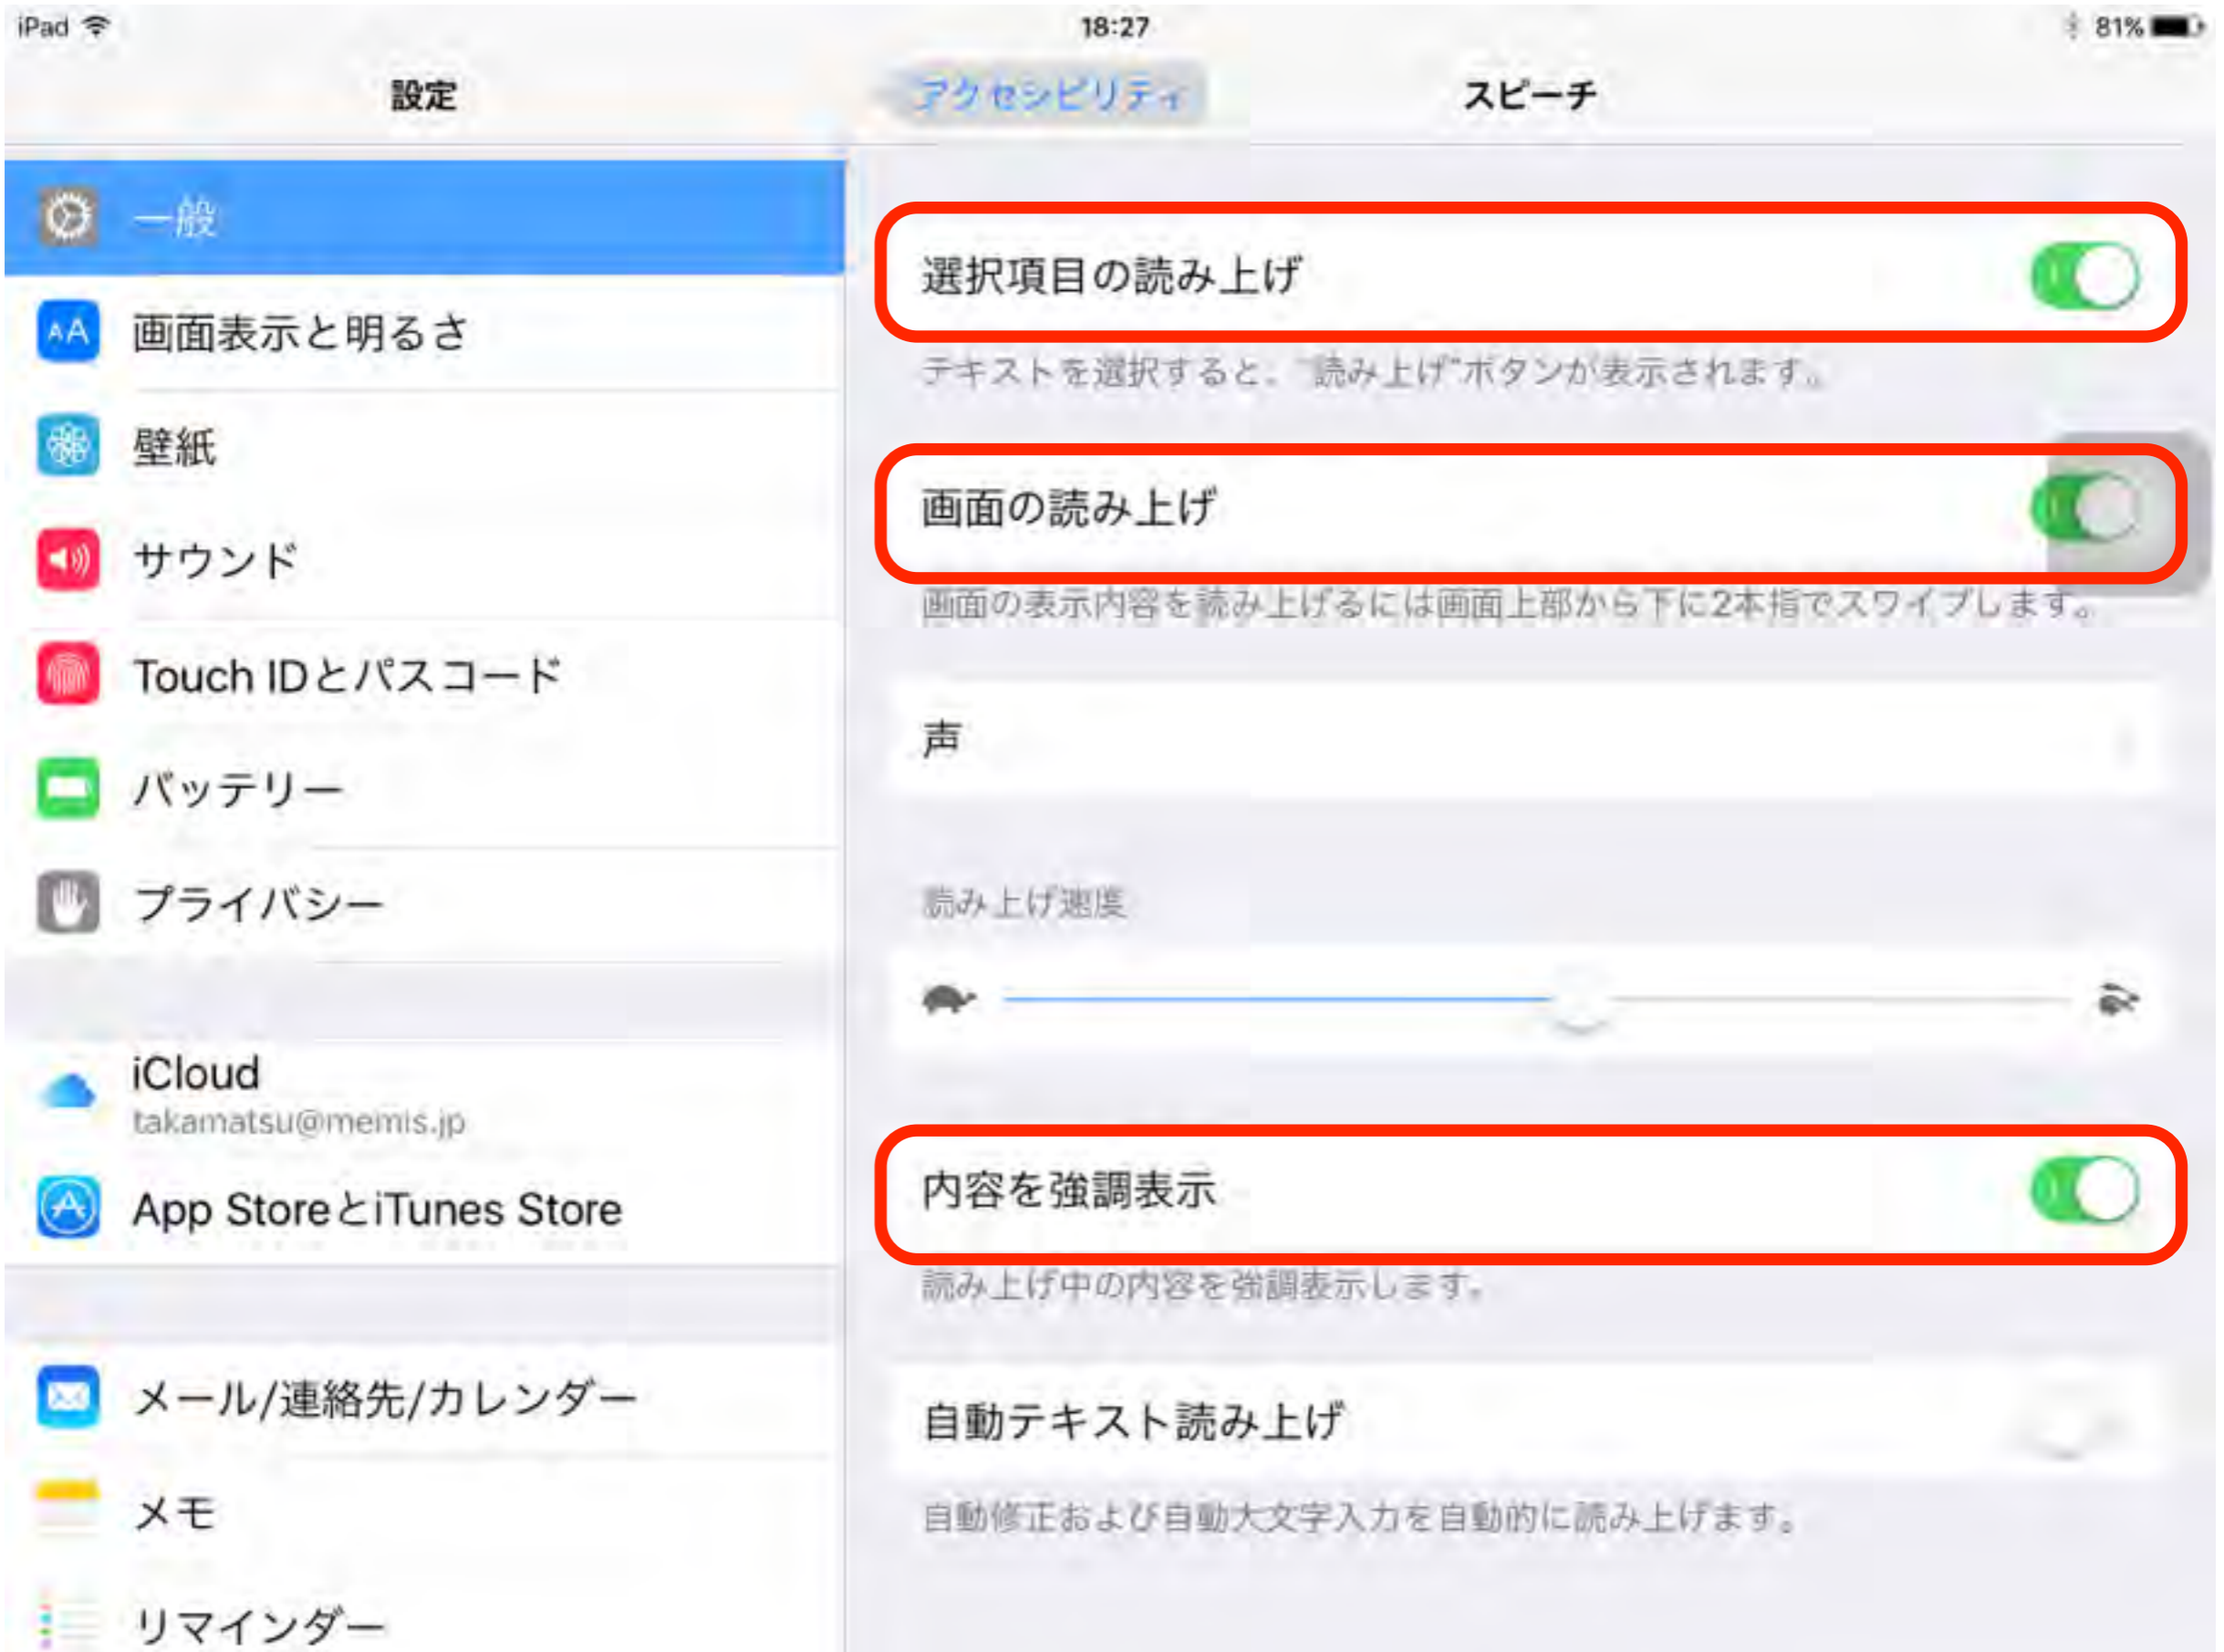 iPad
18:27
81%
設定
アクセシビリティ
スピーチ
一般
画面表示と明るさ
壁紙
サウンド
Touch IDとパスコード
バッテリー
プライバシー
iCloud
takamatsu@memis.jp
App StoreとiTunes Store
メール/連絡先/カレンダー
メモ
リマインダー
選択項目の読み上げ
テキストを選択すると、"読み上げ"ボタンが表示されます。
画面の読み上げ
画面の表示内容を読み上げるには画面上部から下に2本指でスワイプします。
声
読み上げ速度
内容を強調表示
読み上げ中の内容を強調表示します。
自動テキスト読み上げ
自動修正および自動大文字入力を自動的に読み上げます。